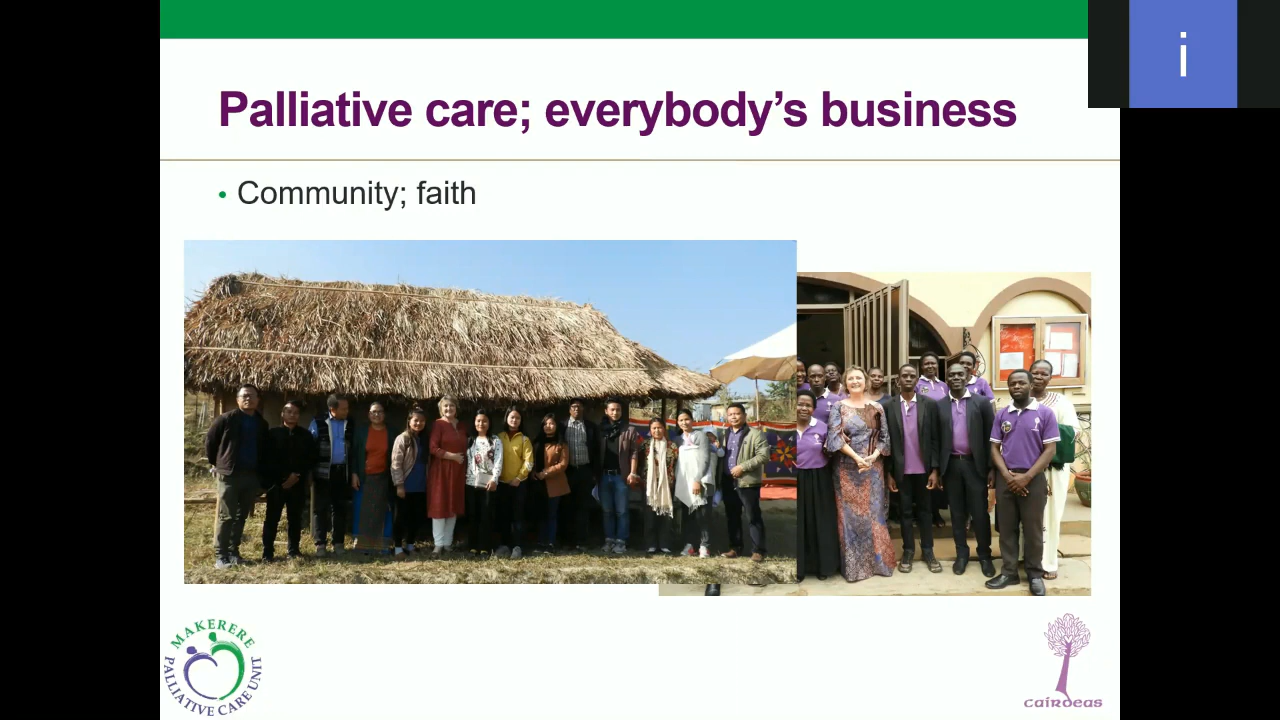 i
Palliative care; everybody’s business
• Community; faith
MAKERERE
PALLIATIVE CARE UNIT
cairdeas